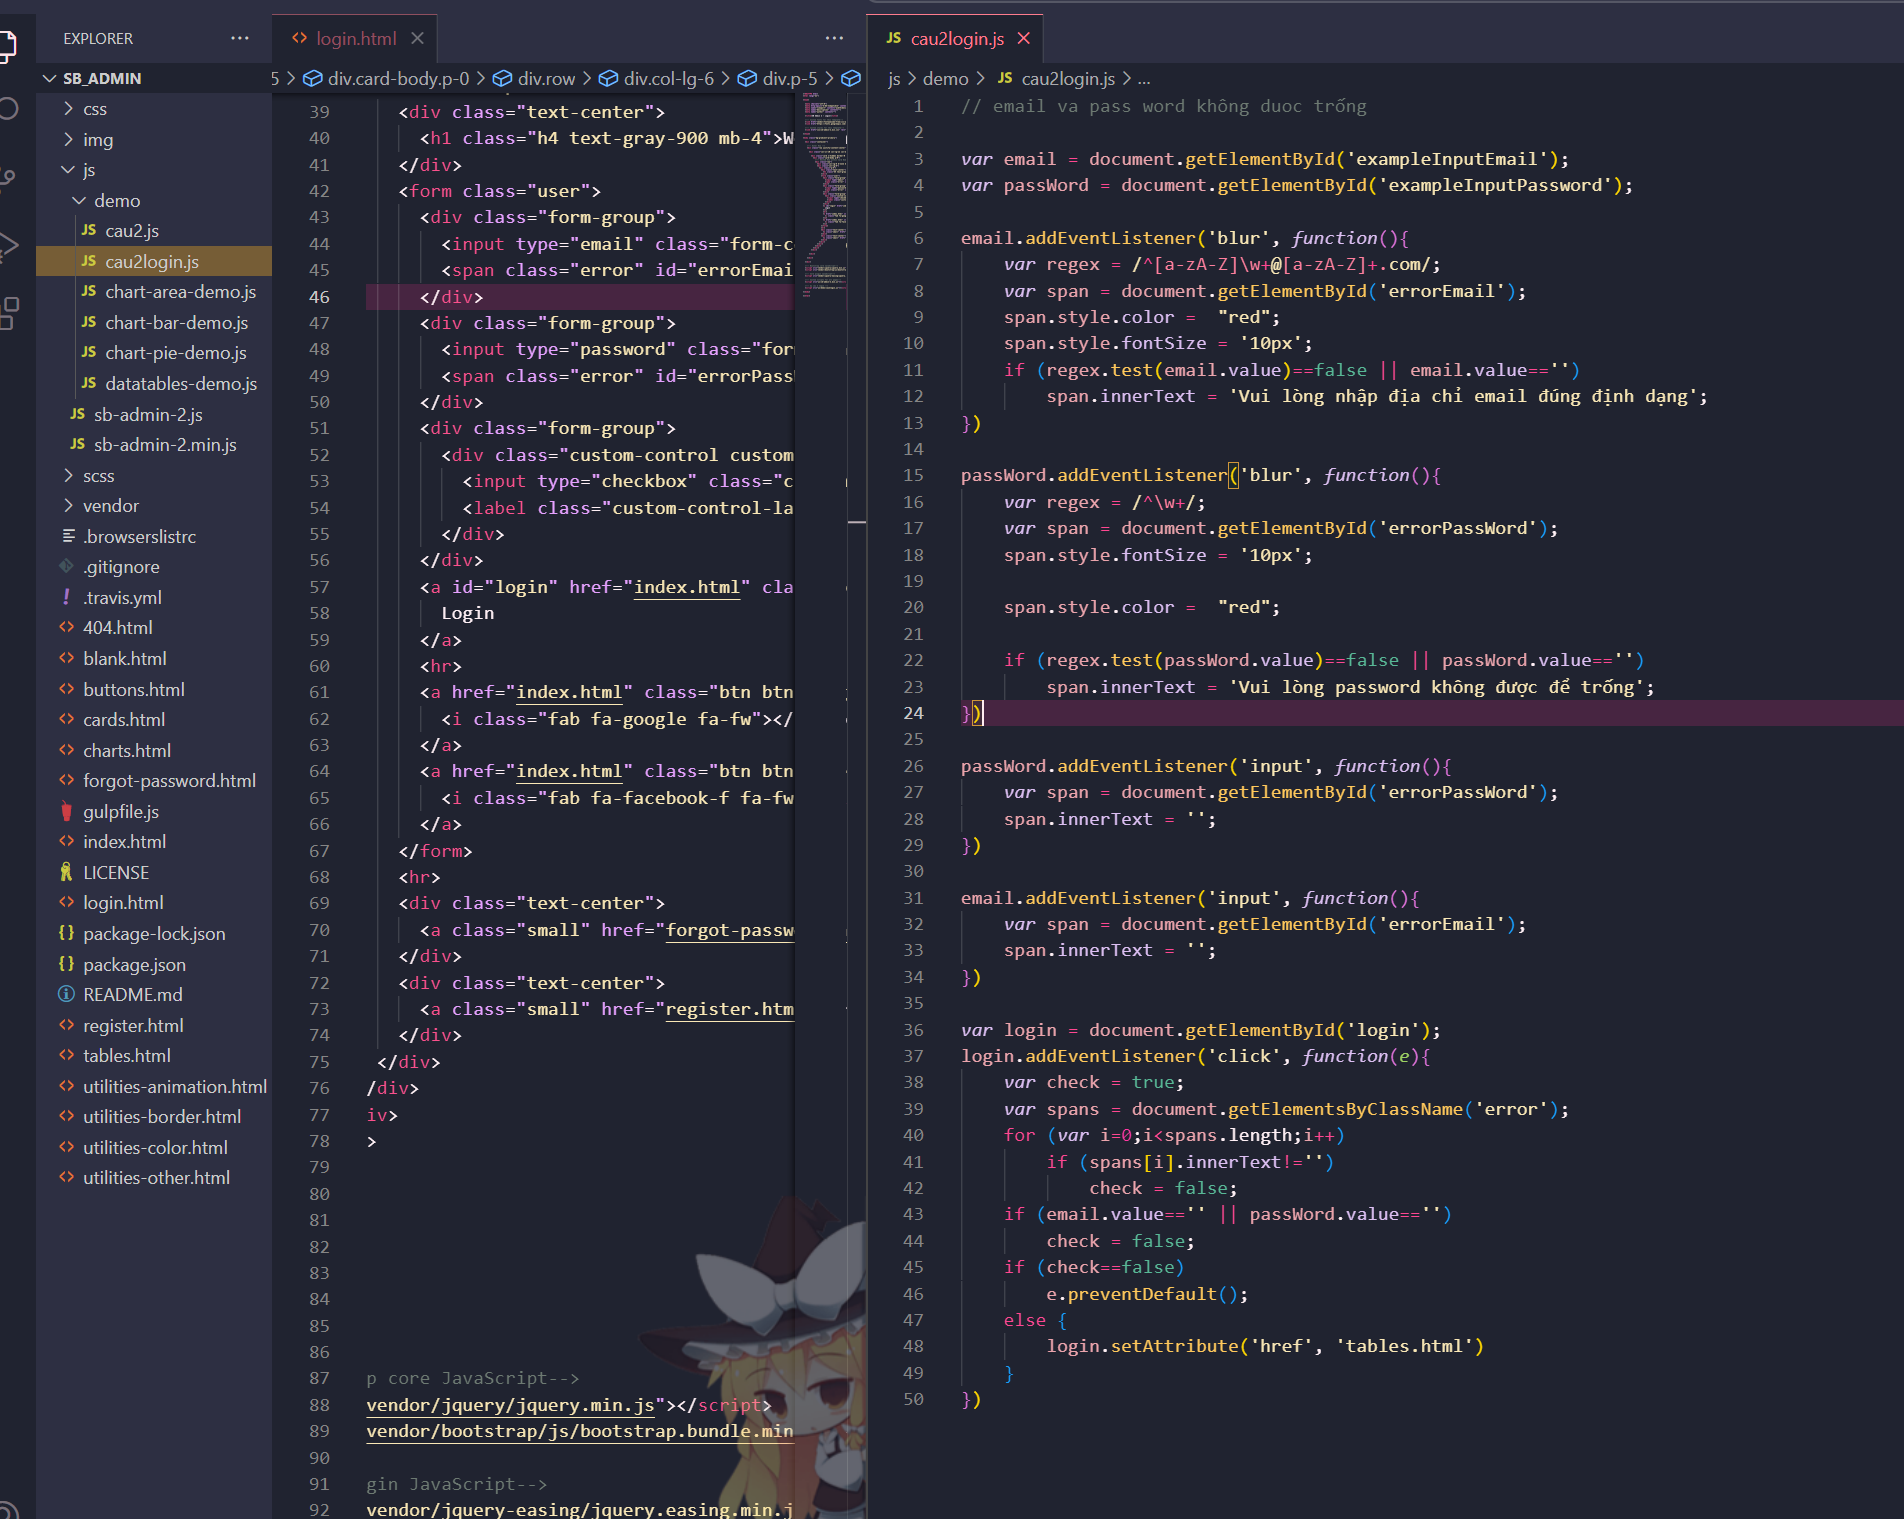 EXPLORER
SB_ADMIN
css
img
js
demo
JS cau2.js
JS cau2login.js
JS chart-area-demo.js
JS chart-bar-demo.js
JS chart-pie-demo.js
JS datatables-demo.js
JS sb-admin-2.js
JS sb-admin-2.min.js
scss
vendor
.browserslistrc
.gitignore
.travis.yml
404.html
blank.html
buttons.html
cards.html
charts.html
forgot-password.html
gulpfile.js
index.html
LICENSE
login.html
package-lock.json
package.json
README.md
register.html
tables.html
utilities-animation.html
utilities-border.html
utilities-color.html
utilities-other.html
login.html
5 > div.card-body.p-0 > div.row > div.col-lg-6 > div.p-5 >
39 <div class="text-center">
40 <h1 class="h4 text-gray-900 mb-4">W
41 </div>
42 <form class="user">
43 <div class="form-group">
44 <input type="email" class="form-c
45 <span class="error" id="errorEmai
46 </div>
47 <div class="form-group">
48 <input type="password" class="for
49 <span class="error" id="errorPass
50 </div>
51 <div class="form-group">
52 <div class="custom-control custom
53 <input type="checkbox" class="c
54 <label class="custom-control-la
55 </div>
56 </div>
57 <a id="login" href="index.html" cla
58 Login
59 </a>
60 <hr>
61 <a href="index.html" class="btn btn
62 <i class="fab fa-google fa-fw"></
63 </a>
64 <a href="index.html" class="btn btn
65 <i class="fab fa-facebook-f fa-fw
66 </a>
67 </form>
68 <hr>
69 <div class="text-center">
70 <a class="small" href="forgot-passw
71 </div>
72 <div class="text-center">
73 <a class="small" href="register.htm
74 </div>
75 </div>
76 /div>
77 iv>
78 >
79
80
81
82
83
84
85
86
87 p core JavaScript-->
88 vendor/jquery/jquery.min.js"></script>
89 vendor/bootstrap/js/bootstrap.bundle.min
90
91 gin JavaScript-->
92 vendor/jquery-easing/jquery.easing.min.j
JS cau2login.js
js > demo > JS cau2login.js > ...
1 // email va pass word không duoc trống
2
3 var email = document.getElementById('exampleInputEmail');
4 var passWord = document.getElementById('exampleInputPassword');
5
6 email.addEventListener('blur', function(){
7 var regex = /^[a-zA-Z]\w+@[a-zA-Z]+.com/;
8 var span = document.getElementById('errorEmail');
9 span.style.color =  "red";
10 span.style.fontSize = '10px';
11 if (regex.test(email.value)==false || email.value=='')
12 span.innerText = 'Vui lòng nhập địa chỉ email đúng định dạng';
13 })
14
15 passWord.addEventListener('blur', function(){
16 var regex = /^\w+/;
17 var span = document.getElementById('errorPassWord');
18 span.style.fontSize = '10px';
19
20 span.style.color =  "red";
21
22 if (regex.test(passWord.value)==false || passWord.value=='')
23 span.innerText = 'Vui lòng password không được để trống';
24 })
25
26 passWord.addEventListener('input', function(){
27 var span = document.getElementById('errorPassWord');
28 span.innerText = '';
29 })
30
31 email.addEventListener('input', function(){
32 var span = document.getElementById('errorEmail');
33 span.innerText = '';
34 })
35
36 var login = document.getElementById('login');
37 login.addEventListener('click', function(e){
38 var check = true;
39 var spans = document.getElementsByClassName('error');
40 for (var i=0;i<spans.length;i++)
41 if (spans[i].innerText!='')
42 check = false;
43 if (email.value=='' || passWord.value=='')
44 check = false;
45 if (check==false)
46 e.preventDefault();
47 else {
48 login.setAttribute('href', 'tables.html')
49 }
50 })